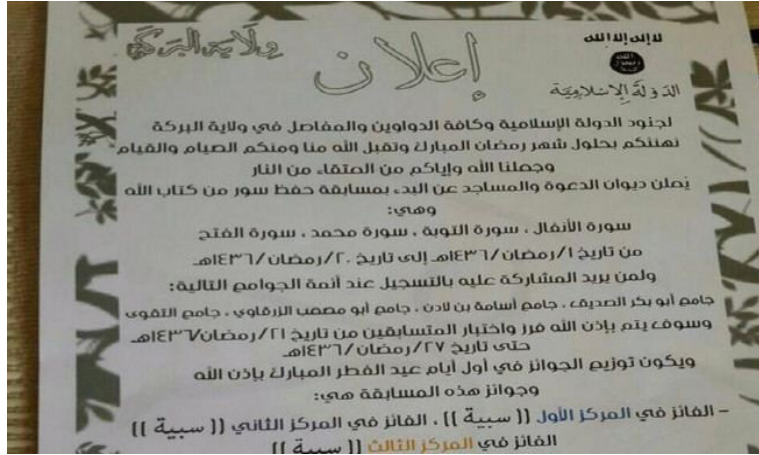 لا إله إلا الله
الله
رسول
محمد
الدولة الإسلامية
إعلان
ولاية البركة
لجنود الدولة الإسلامية وكافة الدواوين والمفاصل في ولاية البركة
نهنئكم بحلول شهر رمضان المبارك وتقبل الله منا ومنكم الصيام والقيام
وجعلنا الله وإياكم من العتقاء من النار
يُعلن ديوان الدعوة والمساجد عن البدء بمسابقة حفظ سور من كتاب الله
وهي:
سورة الأنفال ، سورة التوبة ، سورة محمد ، سورة الفتح
من تاريخ ١/رمضان/١٤٣٦هـ إلى تاريخ ٢٠/رمضان/١٤٣٦هـ
ولمن يريد المشاركة عليه بالتسجيل عند أئمة الجوامع التالية:
جامع أبو بكر الصديق ، جامع أسامة بن لادن ، جامع أبو مصعب الزرقاوي ، جامع التقوى
وسوف يتم بإذن الله فرز واختبار المتسابقين من تاريخ ٢١/رمضان/١٤٣٦هـ
حتى تاريخ ٢٧/رمضان/١٤٣٦هـ
ويكون توزيع الجوائز في أول أيام عيد الفطر المبارك بإذن الله
وجوائز هذه المسابقة هي:
- الفائز في المركز الأول (( سبية )) ، الفائز في المركز الثاني (( سبية ))
الفائز في المركز الثالث (( سبية ))